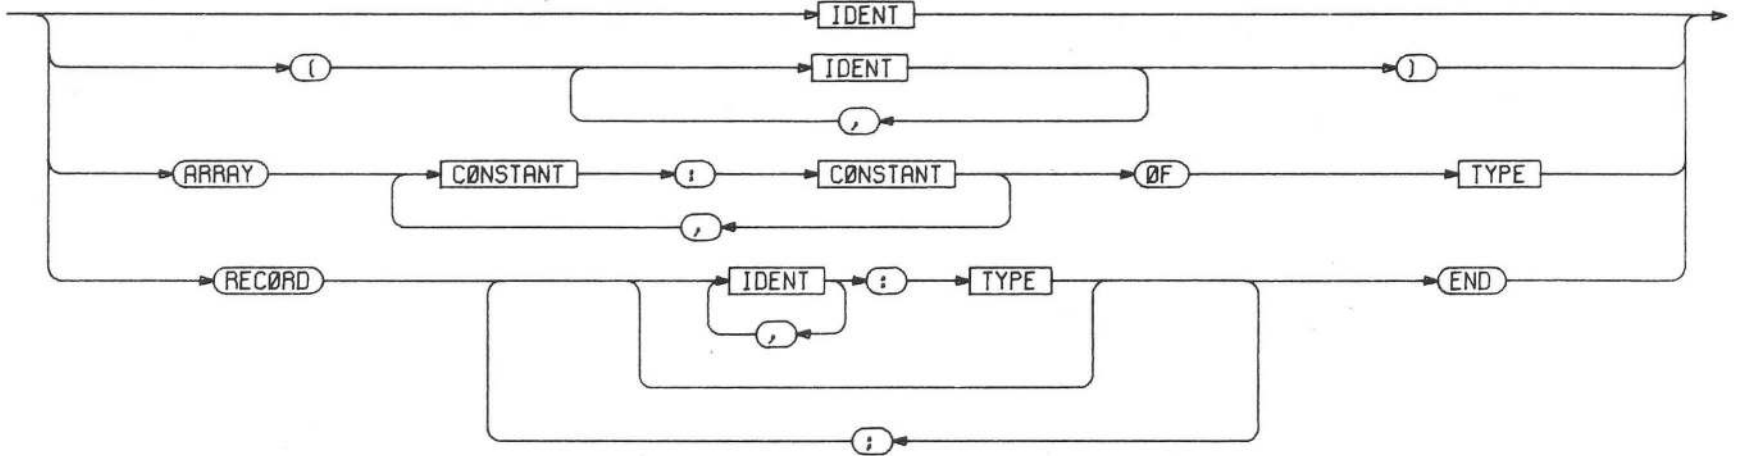 IDENT
( IDENT )
,
ARRAY CØNSTANT : CØNSTANT ØF TYPE
,
RECØRD IDENT : TYPE END
,
;